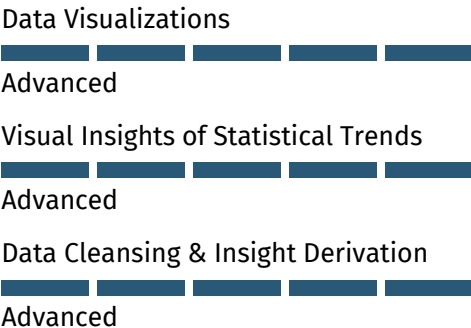 Data Visualizations
Advanced
Visual Insights of Statistical Trends
Advanced
Data Cleansing & Insight Derivation
Advanced